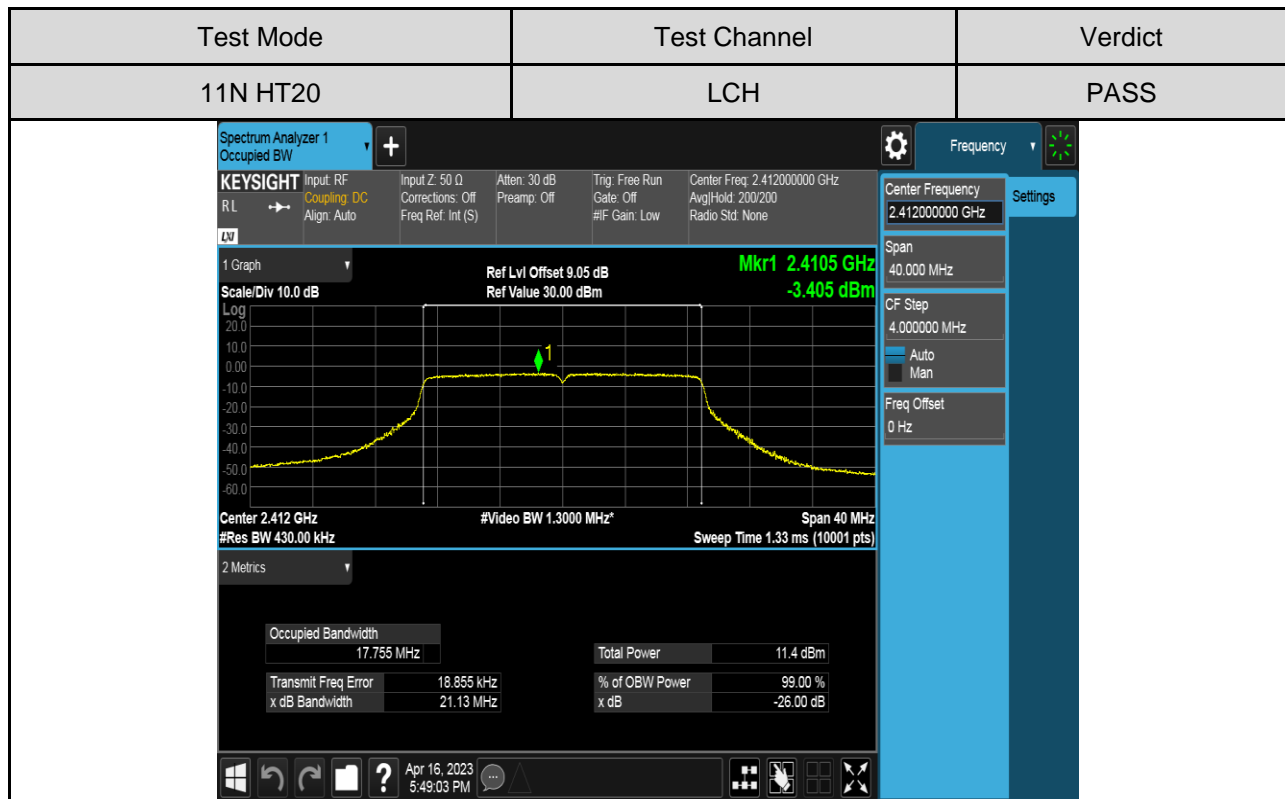 Test Mode Test Channel Verdict
11N HT20 LCH PASS
Spectrum Analyzer 1
Occupied BW
+
Frequency
KEYSIGHT Input: RF Input Z: 50 Ω Atten: 30 dB Trig: Free Run Center Freq: 2.412000000 GHz
RL Coupling: DC Corrections: Off Preamp: Off Gate: Off Avg|Hold: 200/200
Align: Auto Freq Ref: Int (S) #IF Gain: Low Radio Std: None
LXI
Center Frequency
2.412000000 GHz
Settings
Span
40.000 MHz
CF Step
4.000000 MHz
Auto
Man
Freq Offset
0 Hz
1 Graph
Ref Lvl Offset 9.05 dB Mkr1 2.4105 GHz
Scale/Div 10.0 dB Ref Value 30.00 dBm -3.405 dBm
Log
20.0
10.0
1
0.00
-10.0
-20.0
-30.0
-40.0
-50.0
-60.0
Center 2.412 GHz #Video BW 1.3000 MHz* Span 40 MHz
#Res BW 430.00 kHz Sweep Time 1.33 ms (10001 pts)
2 Metrics
Occupied Bandwidth
17.755 MHz Total Power 11.4 dBm
Transmit Freq Error 18.855 kHz % of OBW Power 99.00 %
x dB Bandwidth 21.13 MHz x dB -26.00 dB
? Apr 16, 2023
5:49:03 PM